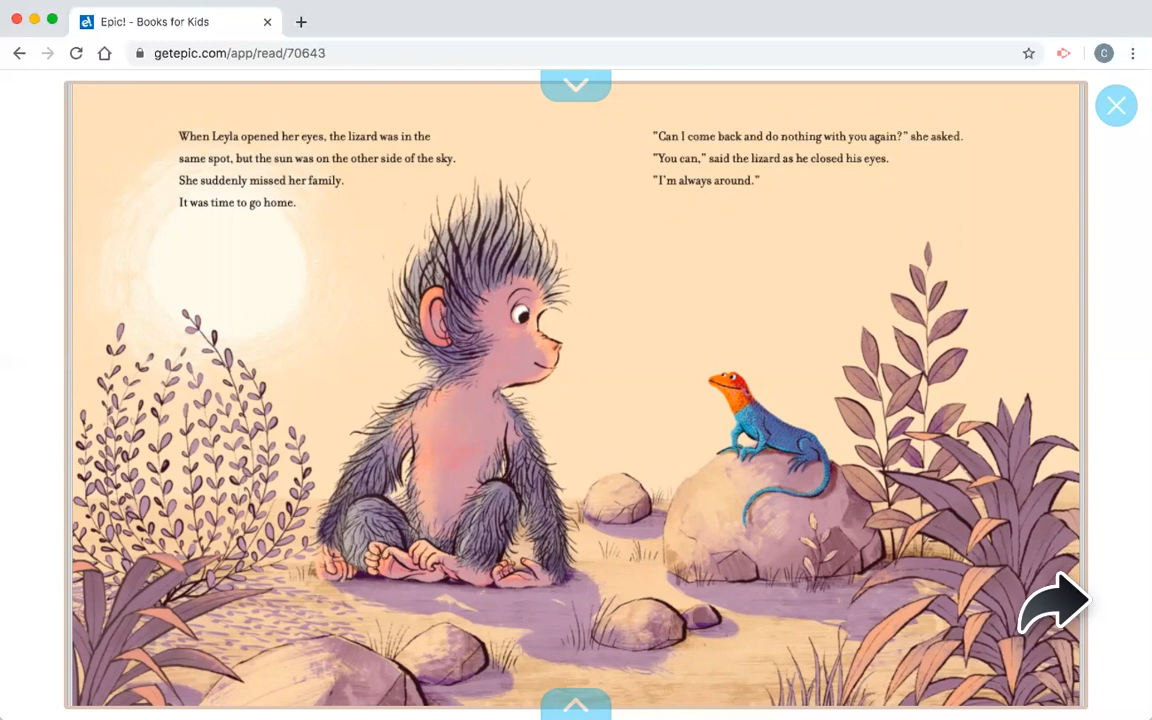 Epic! - Books for Kids
getepic.com/app/read/70643
C
When Leyla opened her eyes, the lizard was in the
same spot, but the sun was on the other side of the sky.
She suddenly missed her family.
It was time to go home.
"Can I come back and do nothing with you again?" she asked.
"You can," said the lizard as he closed his eyes.
"I'm always around."